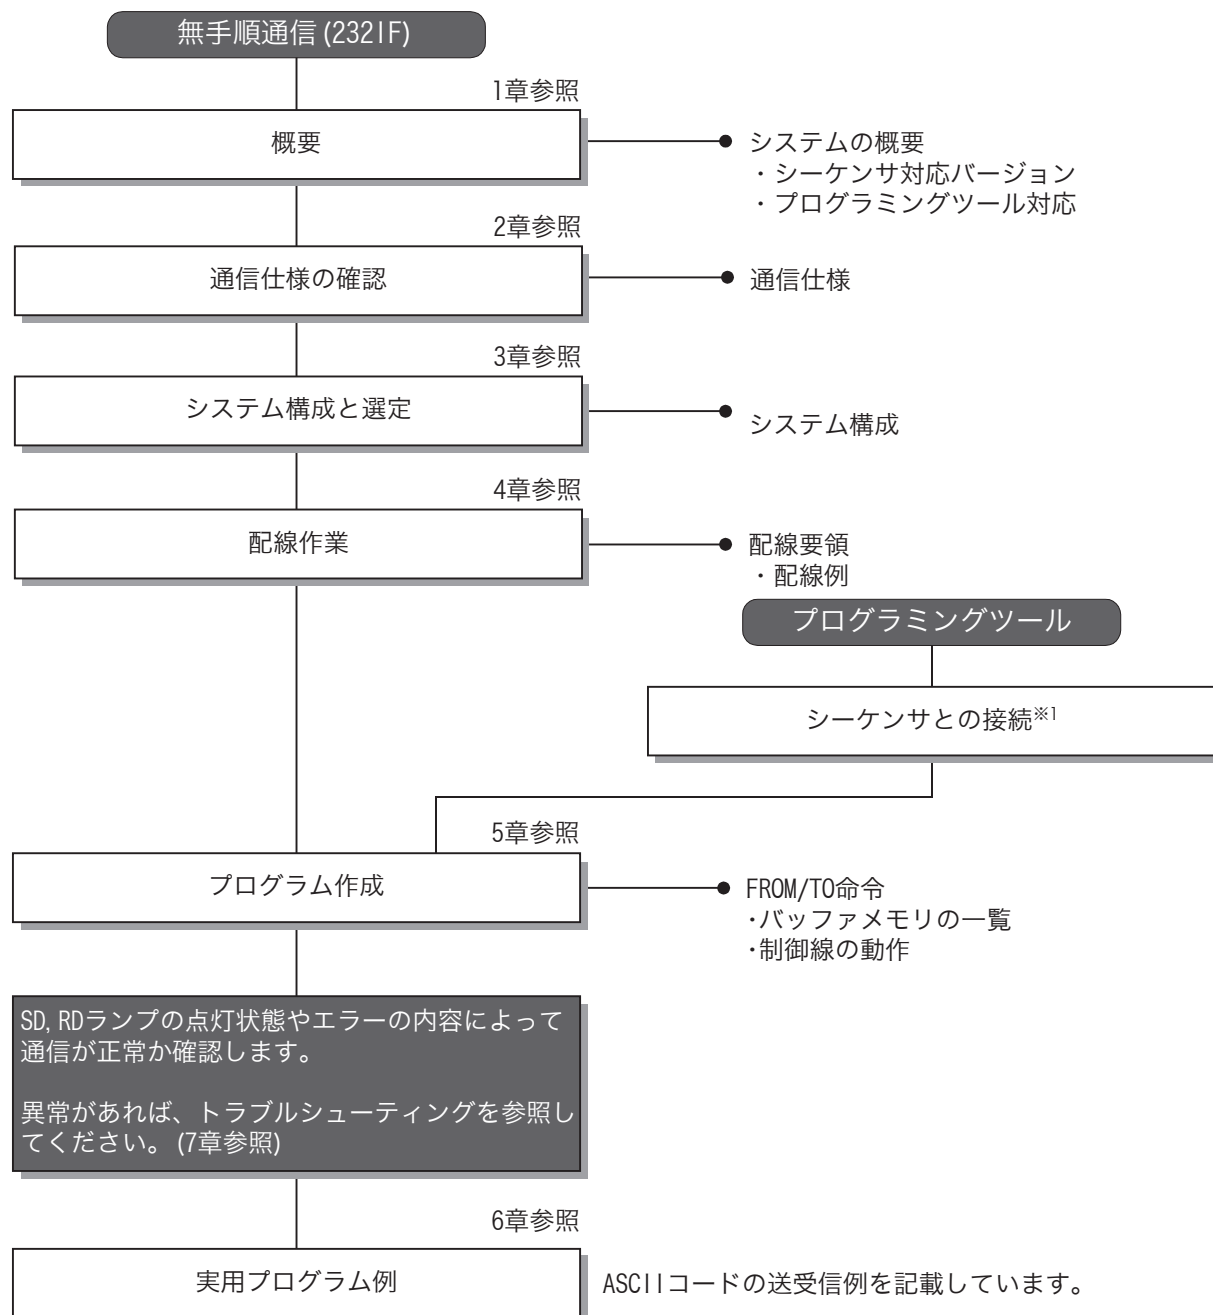 無手順通信(232IF)
1章参照
概要
システムの概要
・シーケンサ対応バージョン
・プログラミングツール対応
2章参照
通信仕様の確認
通信仕様
3章参照
システム構成と選定
システム構成
4章参照
配線作業
配線要領
・配線例
プログラミングツール
シーケンサとの接続※1
5章参照
プログラム作成
FROM/TO命令
・バッファメモリの一覧
・制御線の動作
SD,RDランプの点灯状態やエラーの内容によって
通信が正常か確認します。
異常があれば、トラブルシューティングを参照し
てください。(7章参照)
6章参照
実用プログラム例
ASCIIコードの送受信例を記載しています。